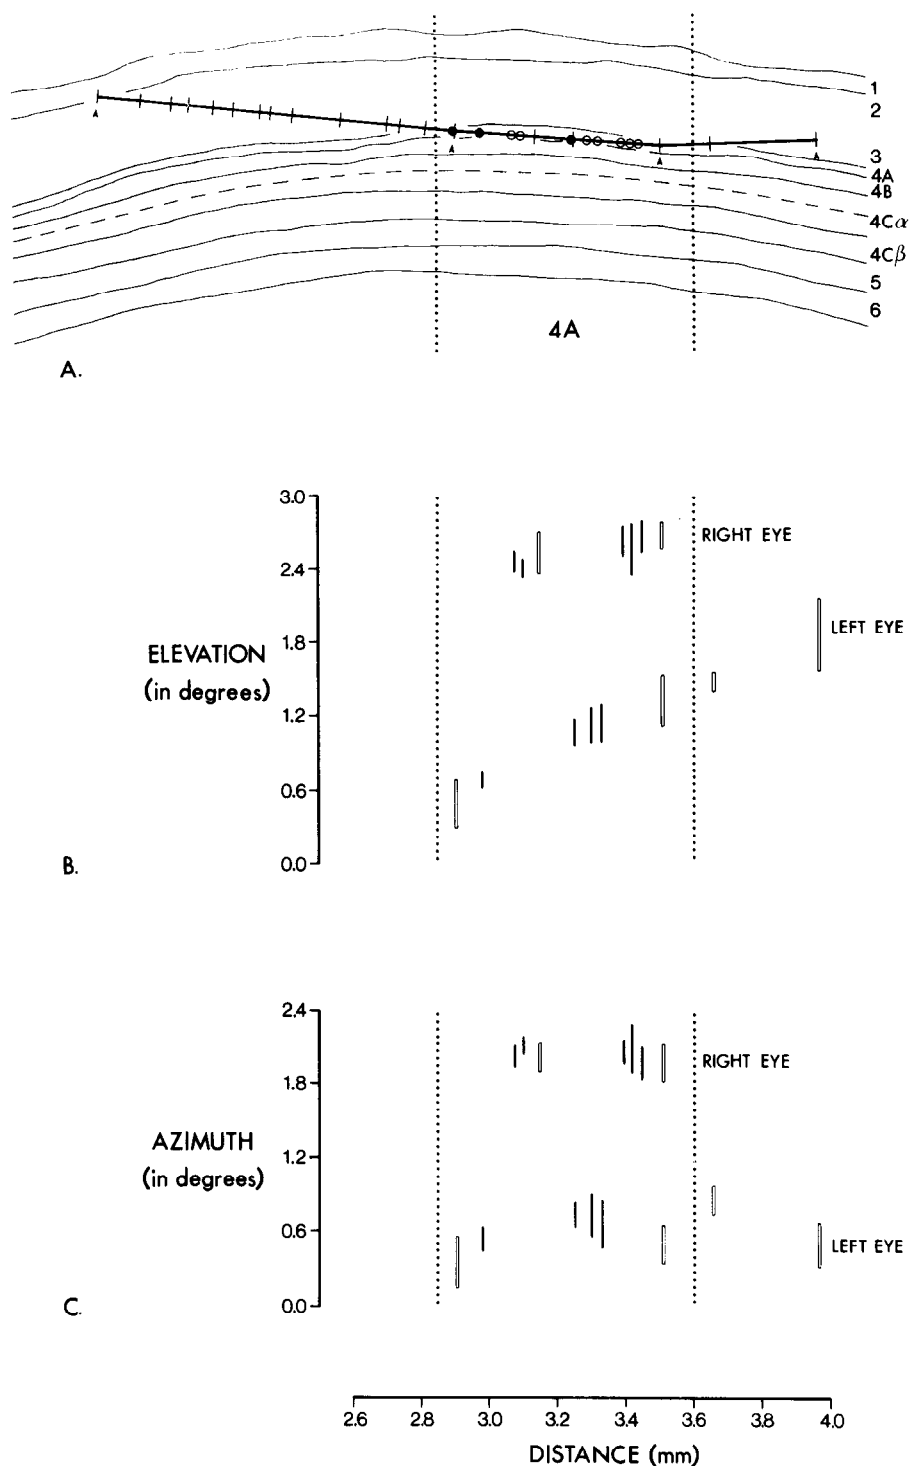 1
2
3
4A
4B
4Cα
4Cβ
5
6
4A
A.
3.0
2.4
1.8
1.2
0.6
0.0
ELEVATION
(in degrees)
RIGHT EYE
LEFT EYE
B.
2.4
1.8
1.2
0.6
0.0
AZIMUTH
(in degrees)
RIGHT EYE
LEFT EYE
C.
2.6 2.8 3.0 3.2 3.4 3.6 3.8 4.0
DISTANCE (mm)